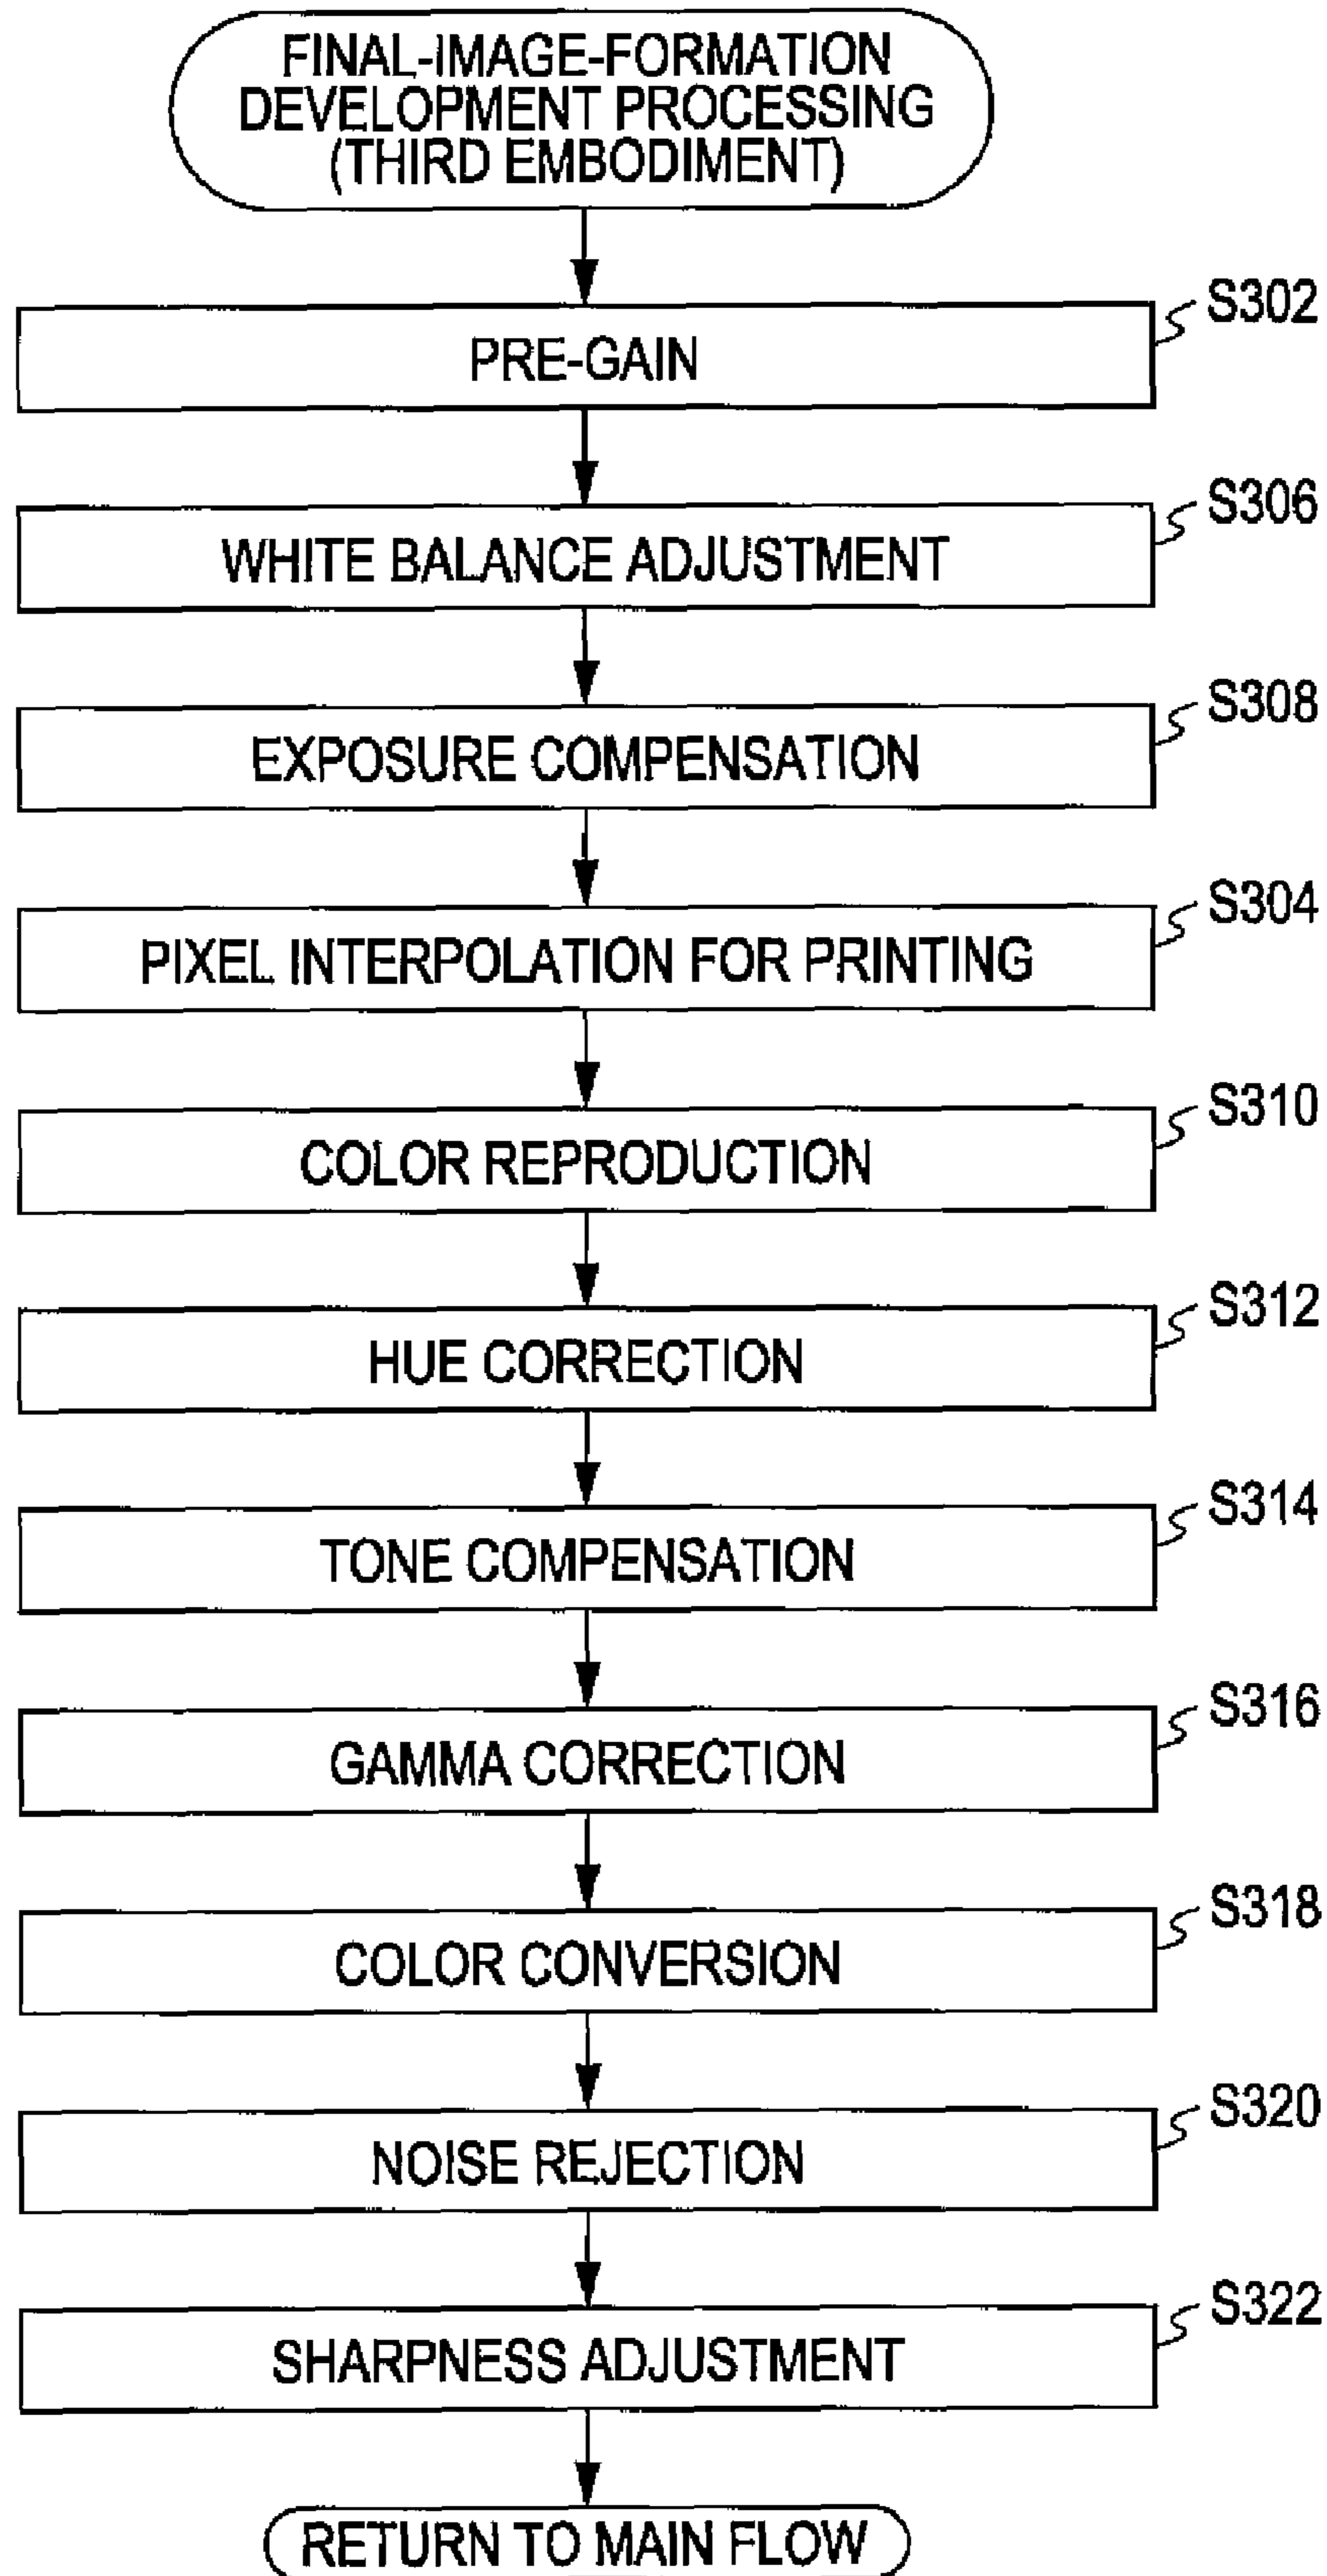 FINAL-IMAGE-FORMATION
DEVELOPMENT PROCESSING
(THIRD EMBODIMENT)
S302
PRE-GAIN
S306
WHITE BALANCE ADJUSTMENT
S308
EXPOSURE COMPENSATION
S304
PIXEL INTERPOLATION FOR PRINTING
S310
COLOR REPRODUCTION
S312
HUE CORRECTION
S314
TONE COMPENSATION
S316
GAMMA CORRECTION
S318
COLOR CONVERSION
S320
NOISE REJECTION
S322
SHARPNESS ADJUSTMENT
RETURN TO MAIN FLOW